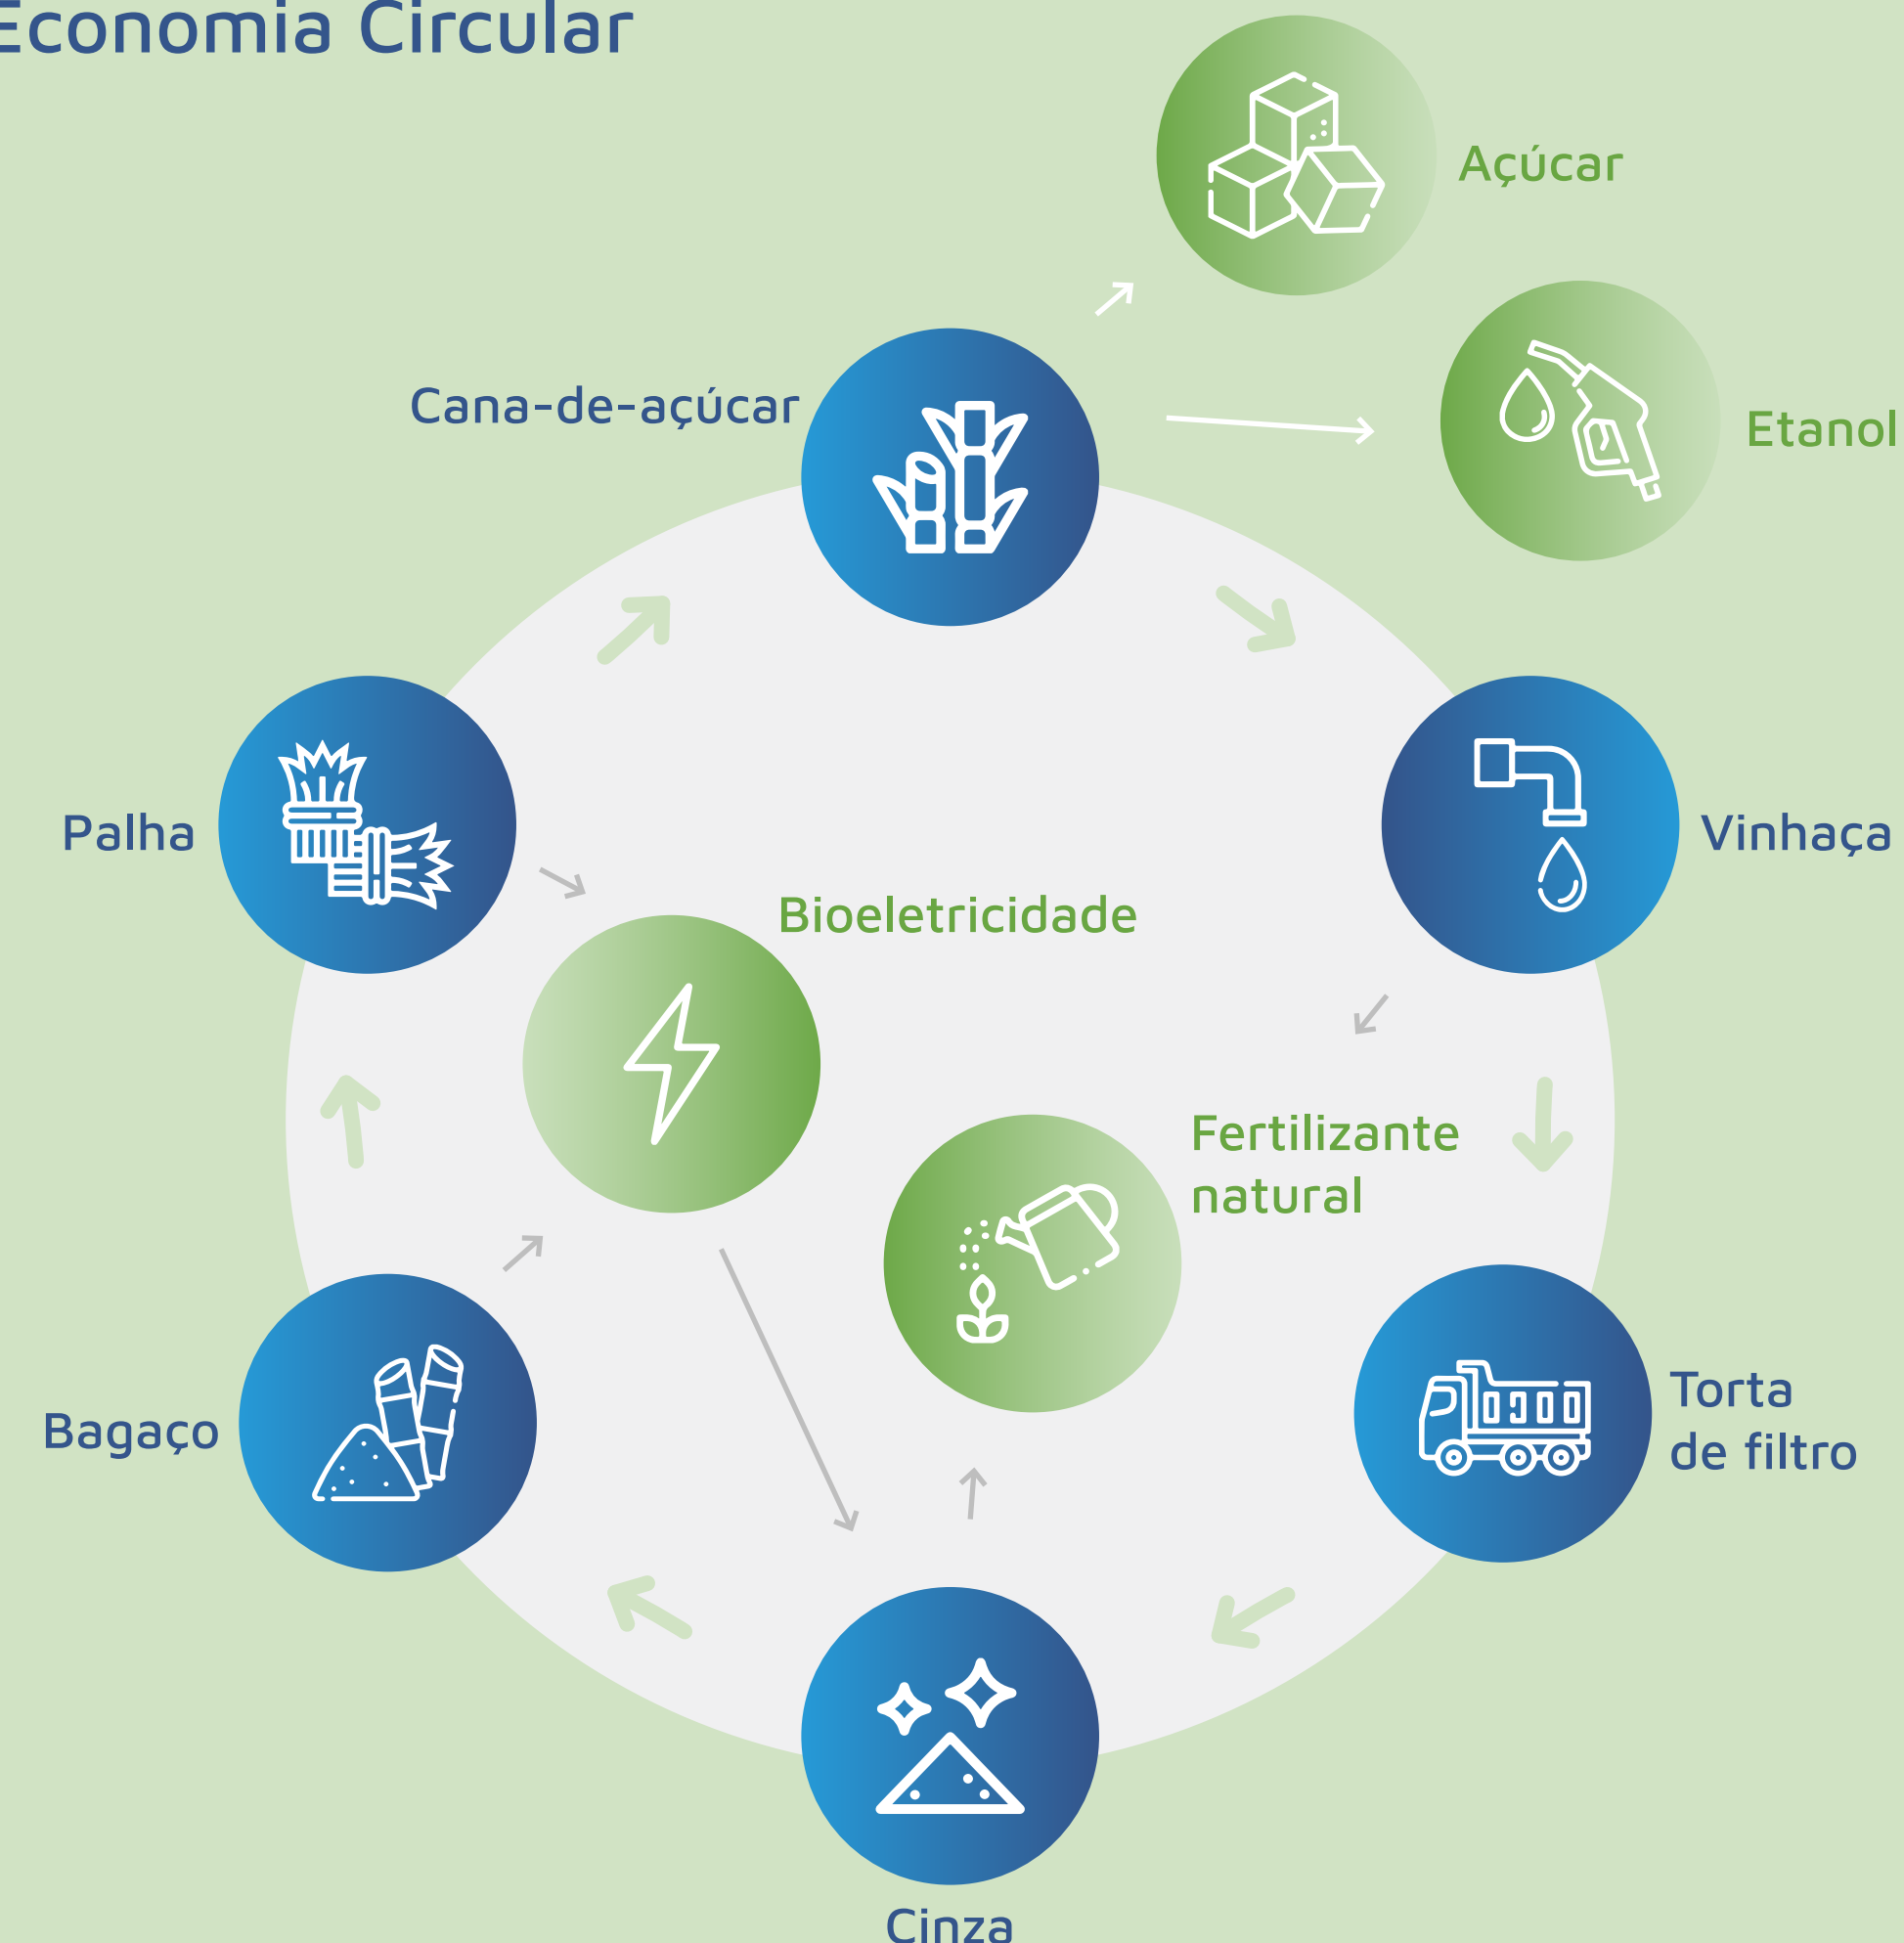 Economia Circular
Açúcar
Cana-de-açúcar
Etanol
Palha
Vinhaça
Bioeletricidade
Fertilizante
natural
Bagaço
Torta
de filtro
Cinza